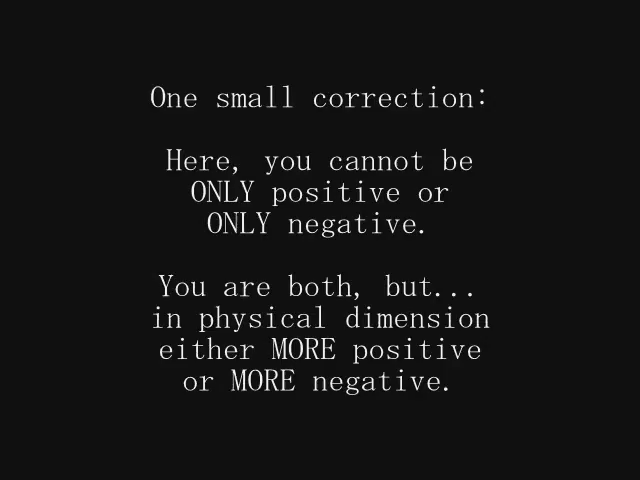 One small correction:
Here, you cannot be
ONLY positive or
ONLY negative.
You are both, but...
in physical dimension
either MORE positive
or MORE negative.